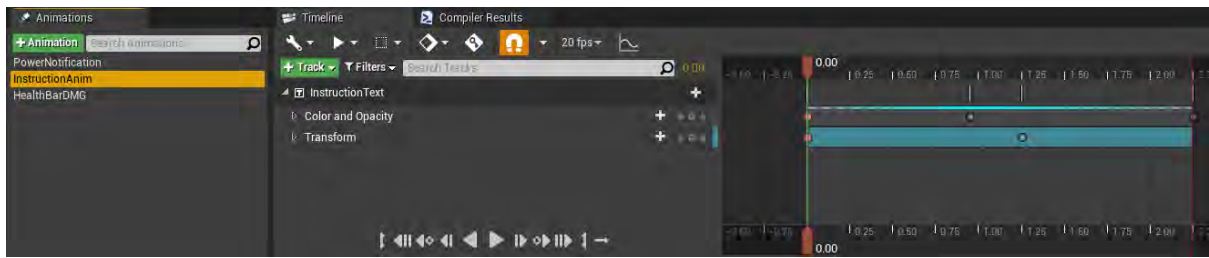 Animations
Timeline
Compiler Results
+Animation Search Animations
20 fps
PowerNotification
InstructionAnim
HealthBarDMG
+ Track Filters Search Tracks 0.00
InstructionText
Color and Opacity
Transform
0.00
0.25 0.50 0.75 1.00 1.25 1.50 1.75 2.00
0.25 0.50 0.75 1.00 1.25 1.50 1.75 2.00
0.00